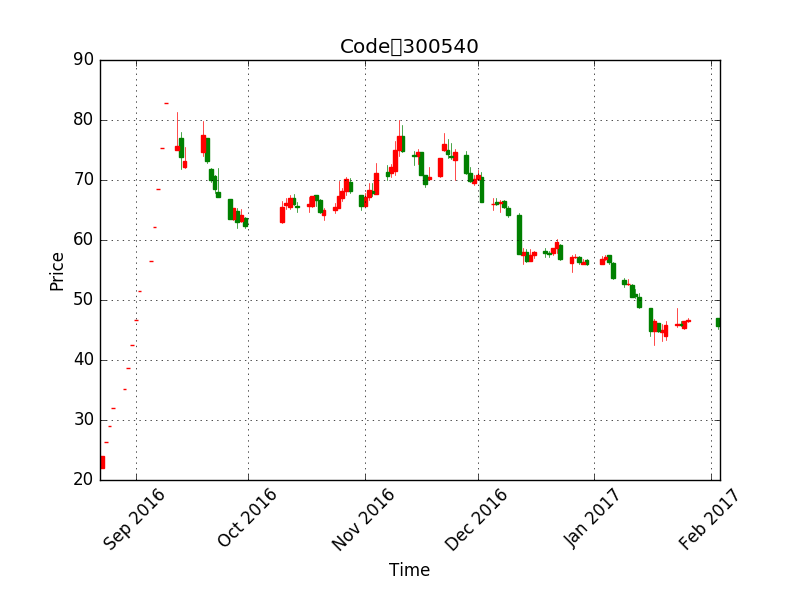 Code▯300540
90
80
70
60
50
40
30
20
Price
Sep 2016
Oct 2016
Nov 2016
Dec 2016
Jan 2017
Feb 2017
Time